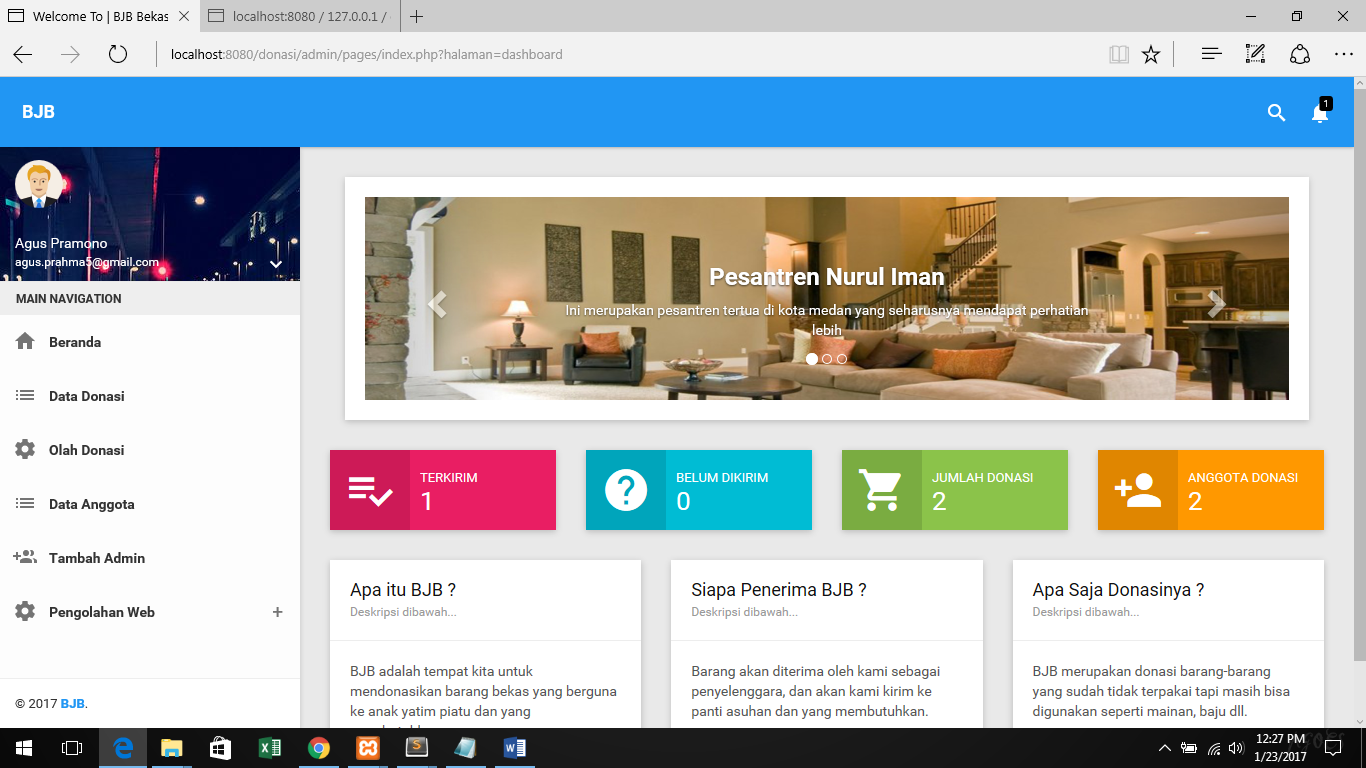 Welcome To | BJB Bekas
localhost:8080 / 127.0.0.1 /
localhost:8080/donasi/admin/pages/index.php?halaman=dashboard
BJB
1
Agus Pramono
agus.prahma5@gmail.com
MAIN NAVIGATION
Beranda
Data Donasi
Olah Donasi
Data Anggota
Tambah Admin
Pengolahan Web
© 2017 BJB.
Pesantren Nurul Iman
Ini merupakan pesantren tertua di kota medan yang seharusnya mendapat perhatian
lebih
TERKIRIM
1
BELUM DIKIRIM
0
JUMLAH DONASI
2
ANGGOTA DONASI
2
Apa itu BJB ?
Deskripsi dibawah...
BJB adalah tempat kita untuk
mendonasikan barang bekas yang berguna
ke anak yatim piatu dan yang
Siapa Penerima BJB ?
Deskripsi dibawah...
Barang akan diterima oleh kami sebagai
penyelenggara, dan akan kami kirim ke
panti asuhan dan yang membutuhkan.
Apa Saja Donasinya ?
Deskripsi dibawah...
BJB merupakan donasi barang-barang
yang sudah tidak terpakai tapi masih bisa
digunakan seperti mainan, baju dll.
12:27 PM
1/23/2017